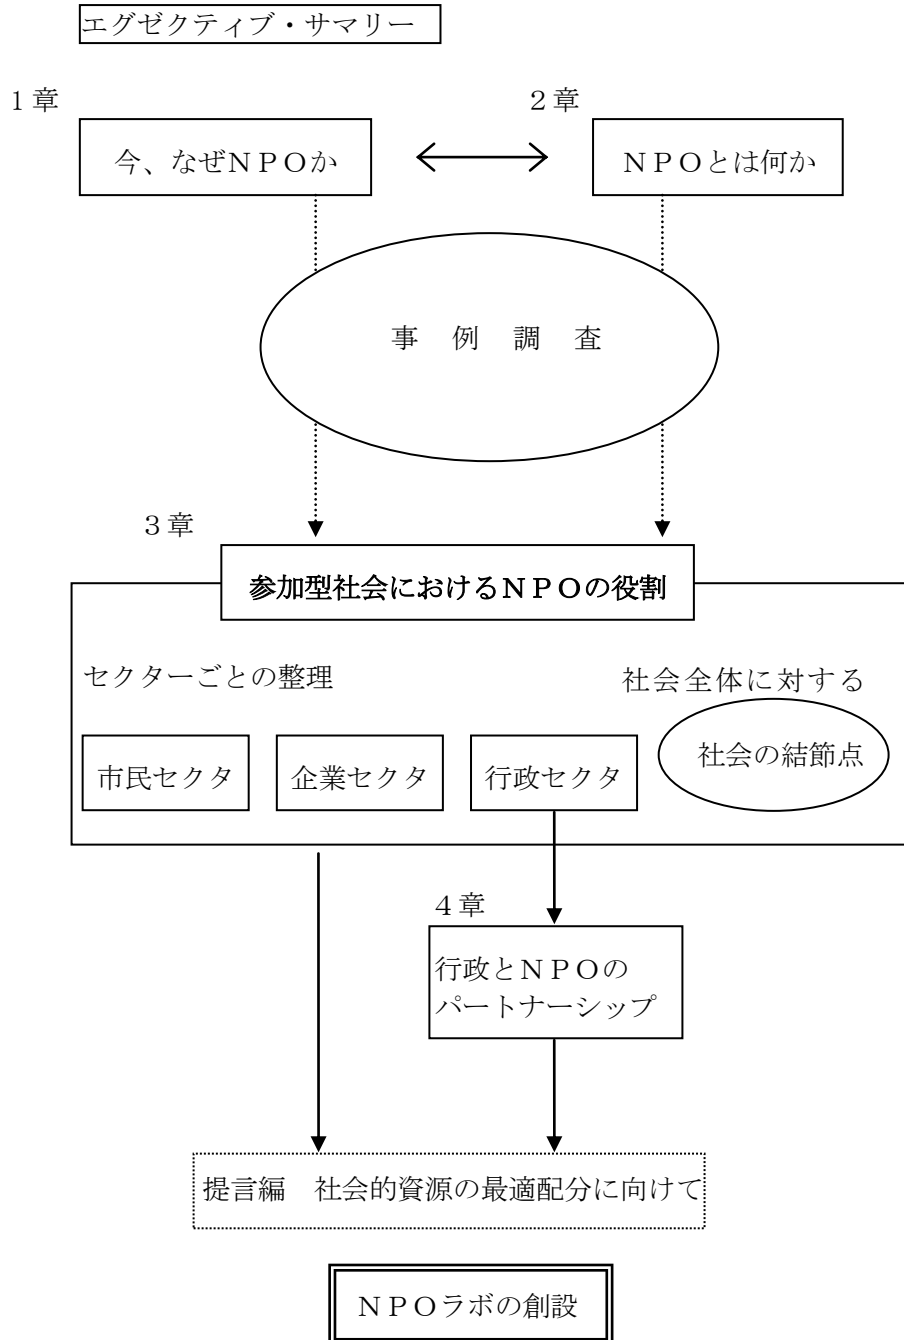 エグゼクティブ・サマリー
1章
2章
今、なぜNPOか
NPOとは何か
事 例 調 査
3章
参加型社会におけるNPOの役割
セクターごとの整理
社会全体に対する
市民セクタ
企業セクタ
行政セクタ
社会の結節点
4章
行政とNPOの
パートナーシップ
提言編 社会的資源の最適配分に向けて
NPOラボの創設